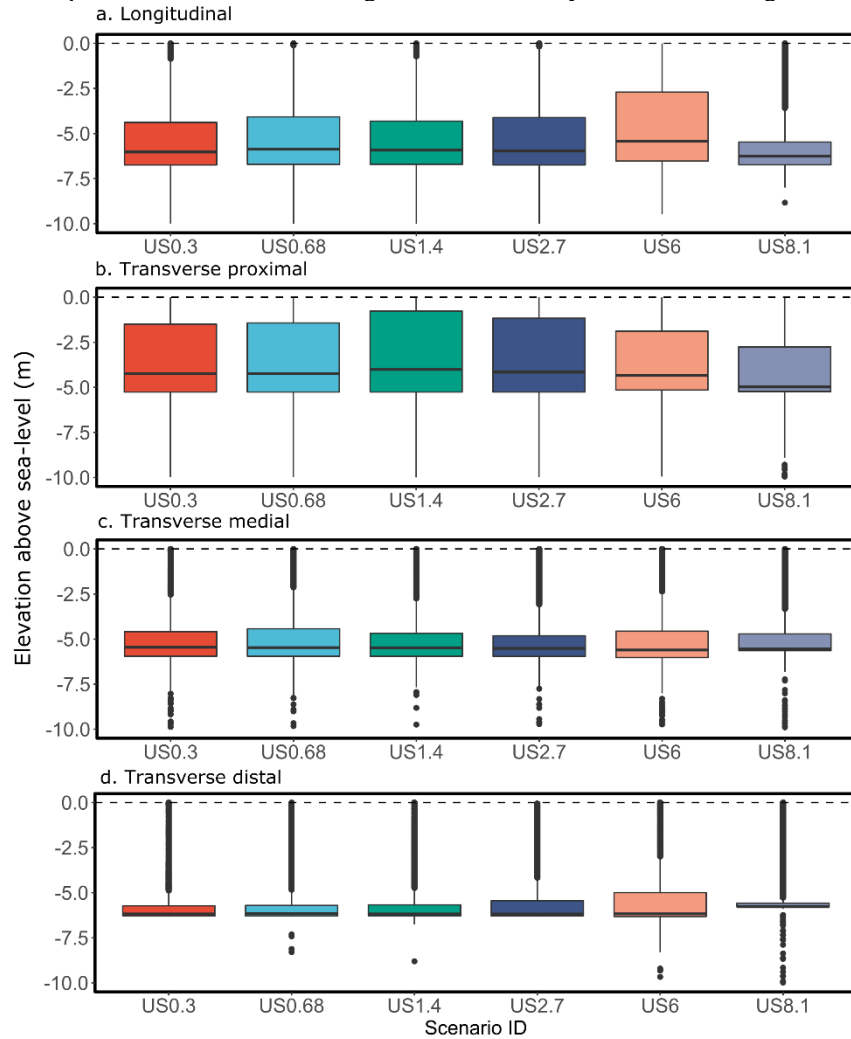 a. Longitudinal
0.0
-2.5
-5.0
-7.5
-10.0
US0.3 US0.68 US1.4 US2.7 US6 US8.1
b. Transverse proximal
0.0
-2.5
-5.0
-7.5
-10.0
US0.3 US0.68 US1.4 US2.7 US6 US8.1
c. Transverse medial
0.0
-2.5
-5.0
-7.5
-10.0
US0.3 US0.68 US1.4 US2.7 US6 US8.1
d. Transverse distal
0.0
-2.5
-5.0
-7.5
-10.0
US0.3 US0.68 US1.4 US2.7 US6 US8.1
Scenario ID
Elevation above sea-level (m)